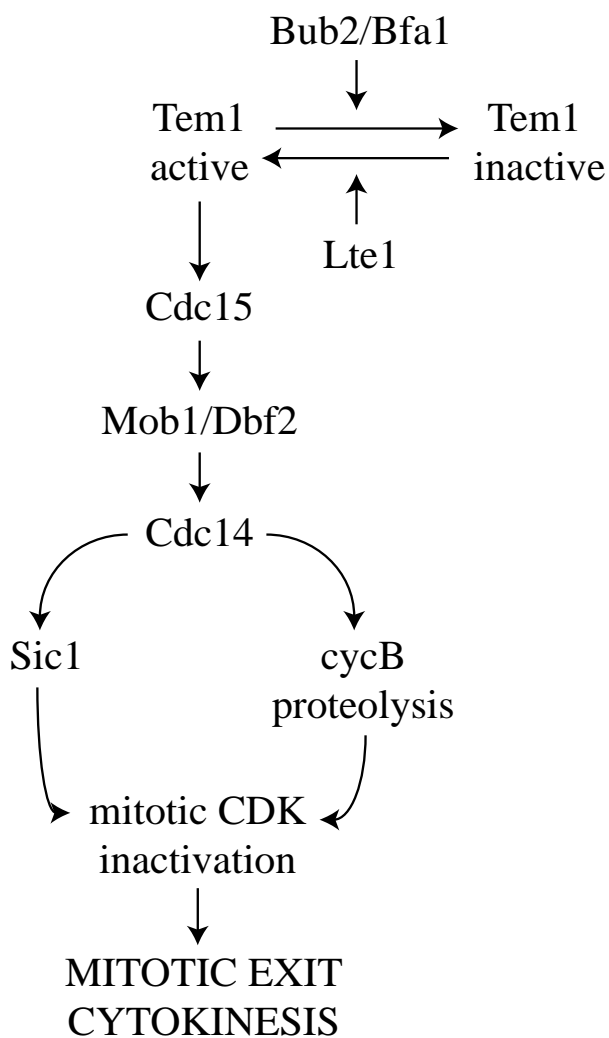 Bub2/Bfa1
Tem1
active
Tem1
inactive
Lte1
Cdc15
Mob1/Dbf2
Cdc14
Sic1
cycB
proteolysis
mitotic CDK
inactivation
MITOTIC EXIT
CYTOKINESIS